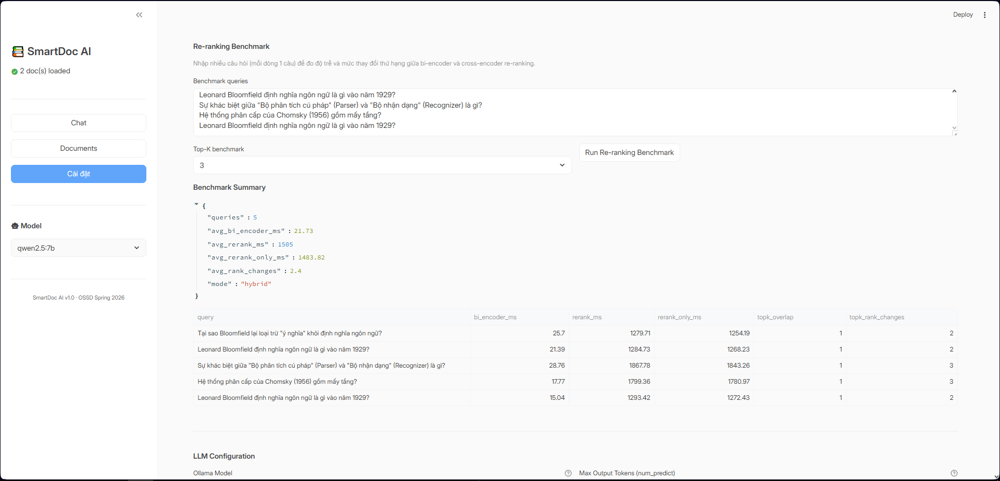 Deploy
SmartDoc AI
2 doc(s) loaded
Chat
Documents
Cài đặt
Model
qwen2.5:7b
SmartDoc AI v1.0 · OSSD Spring 2026
Re-ranking Benchmark
Nhập nhiều câu hỏi (mỗi dòng 1 câu) để đo độ trễ và mức thay đổi thứ hạng giữa bi-encoder và cross-encoder re-ranking.
Benchmark queries
Leonard Bloomfield định nghĩa ngôn ngữ là gì vào năm 1929?
Sự khác biệt giữa "Bộ phân tích cú pháp" (Parser) và "Bộ nhận dạng" (Recognizer) là gì?
Hệ thống phân cấp của Chomsky (1956) gồm mấy tầng?
Leonard Bloomfield định nghĩa ngôn ngữ là gì vào năm 1929?
Top-K benchmark
3
Run Re-ranking Benchmark
Benchmark Summary
{
"queries" : 5
"avg_bi_encoder_ms" : 21.73
"avg_rerank_ms" : 1505
"avg_rerank_only_ms" : 1483.82
"avg_rank_changes" : 2.4
"mode" : "hybrid"
}
query bi_encoder_ms rerank_ms rerank_only_ms topk_overlap topk_rank_changes
Tại sao Bloomfield lại loại trừ "ý nghĩa" khỏi định nghĩa ngôn ngữ? 25.7 1279.71 1254.19 1 2
Leonard Bloomfield định nghĩa ngôn ngữ là gì vào năm 1929? 21.39 1284.73 1268.23 1 2
Sự khác biệt giữa "Bộ phân tích cú pháp" (Parser) và "Bộ nhận dạng" (Recognizer) là gì? 28.76 1867.78 1843.26 1 3
Hệ thống phân cấp của Chomsky (1956) gồm mấy tầng? 17.77 1799.36 1780.97 1 3
Leonard Bloomfield định nghĩa ngôn ngữ là gì vào năm 1929? 15.04 1293.42 1272.43 1 2
LLM Configuration
Ollama Model
Max Output Tokens (num_predict)